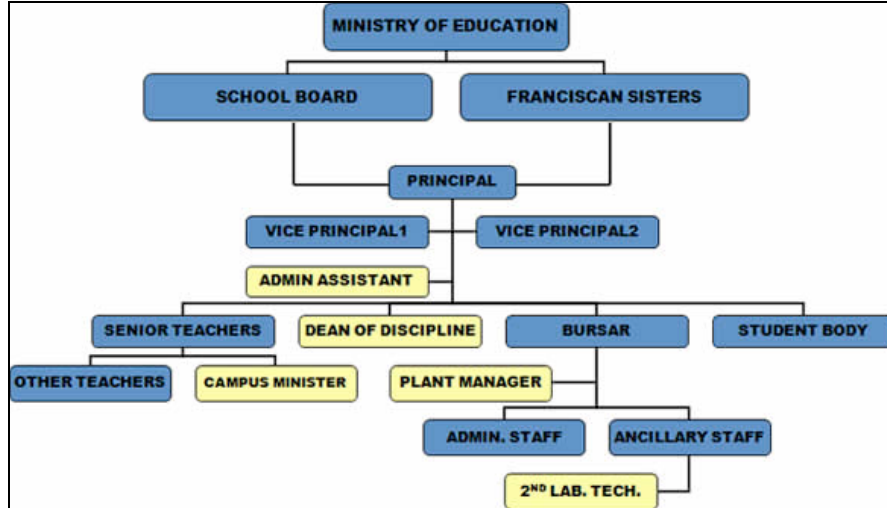 MINISTRY OF EDUCATION
SCHOOL BOARD
FRANCISCAN SISTERS
PRINCIPAL
VICE PRINCIPAL1
VICE PRINCIPAL2
ADMIN ASSISTANT
SENIOR TEACHERS
DEAN OF DISCIPLINE
BURSAR
STUDENT BODY
OTHER TEACHERS
CAMPUS MINISTER
PLANT MANAGER
ADMIN. STAFF
ANCILLARY STAFF
2ND LAB. TECH.